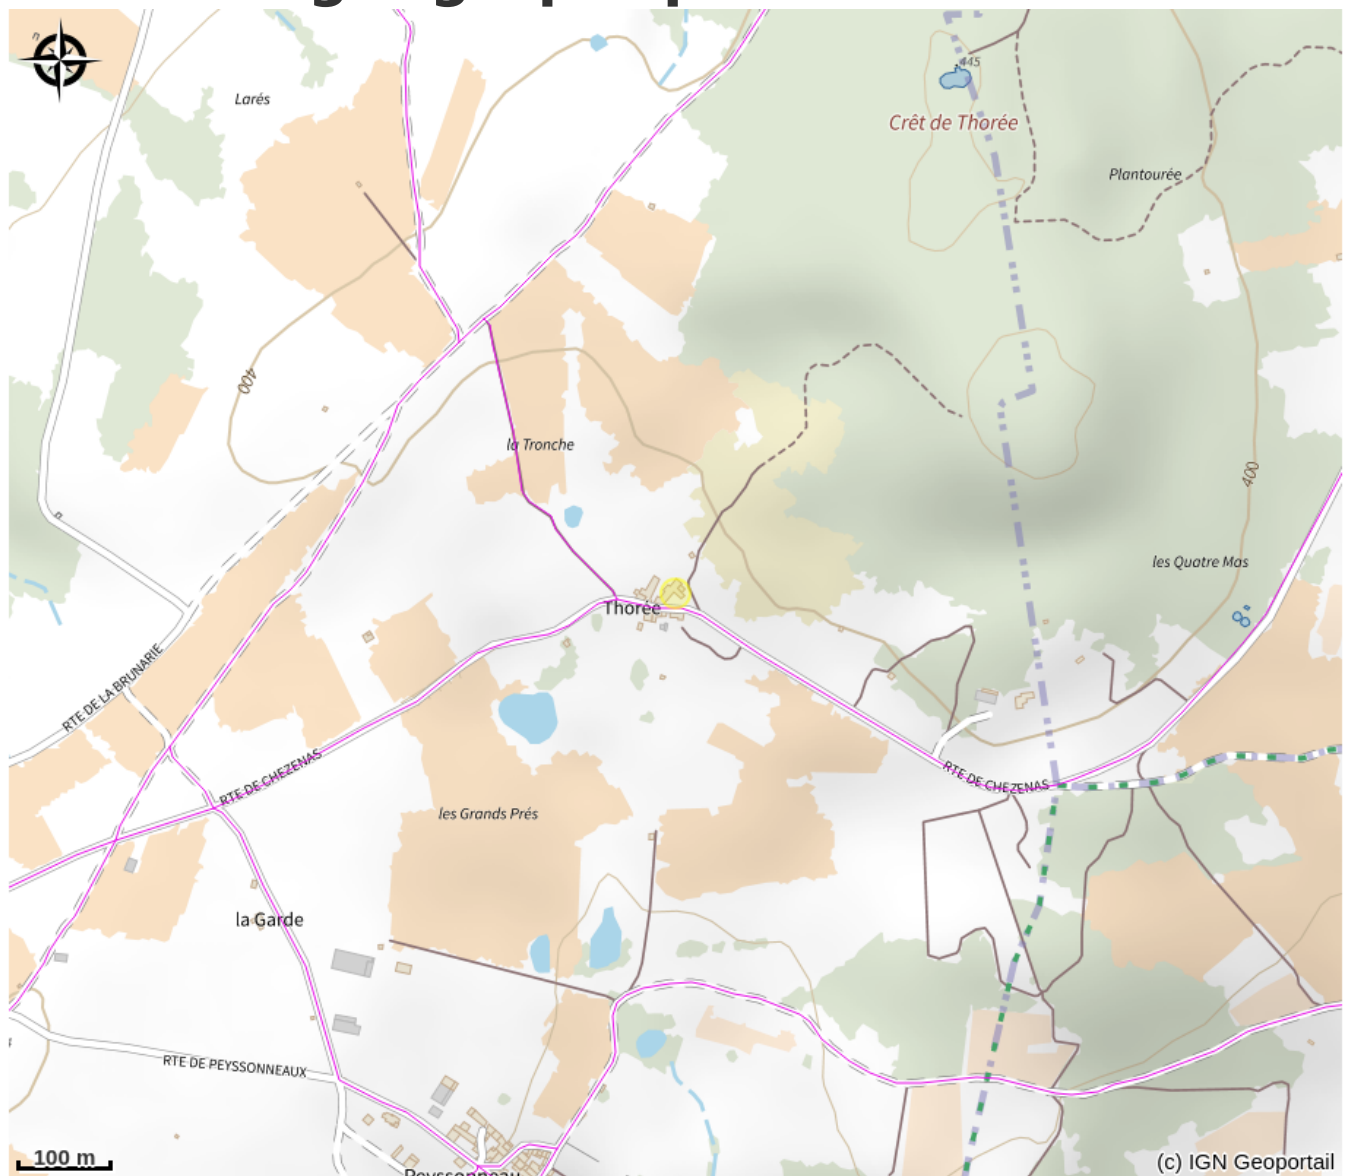 Larés
445
Crêt de Thorée
Plantourée
400
la Tronche
400
les Quatre Mas
Thorée
RTE DE LA BRUNARIE
RTE DE CHEZENAS
RTE DE CHEZENAS
les Grands Prés
la Garde
RTE DE PEYSSONNEAUX
100 m
(c) IGN Geoportail
Peyssonneau